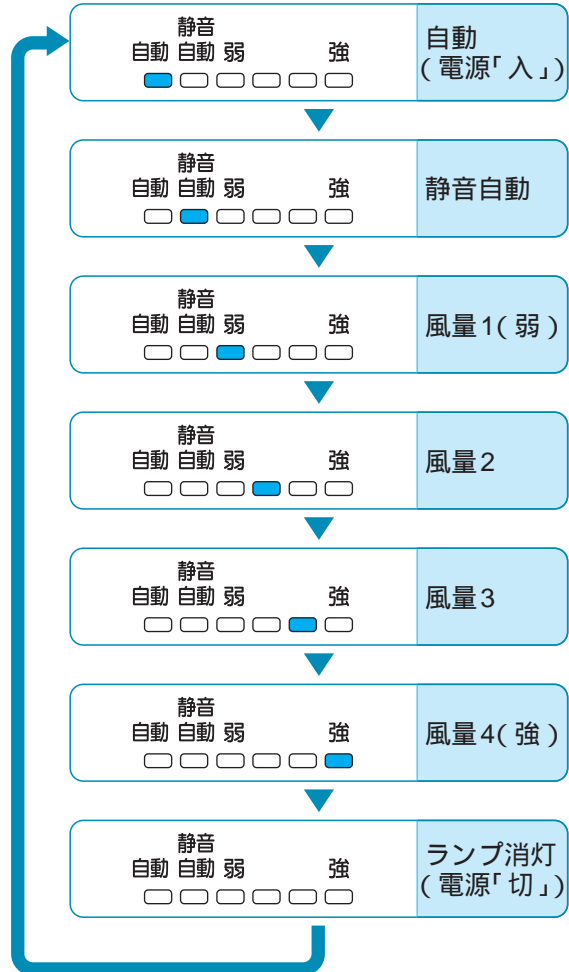 静音
自動 自動 弱 強
自動
(電源「入」)
静音
自動 自動 弱 強
静音自動
静音
自動 自動 弱 強
風量1(弱)
静音
自動 自動 弱 強
風量2
静音
自動 自動 弱 強
風量3
静音
自動 自動 弱 強
風量4(強)
静音
自動 自動 弱 強
ランプ消灯
(電源「切」)